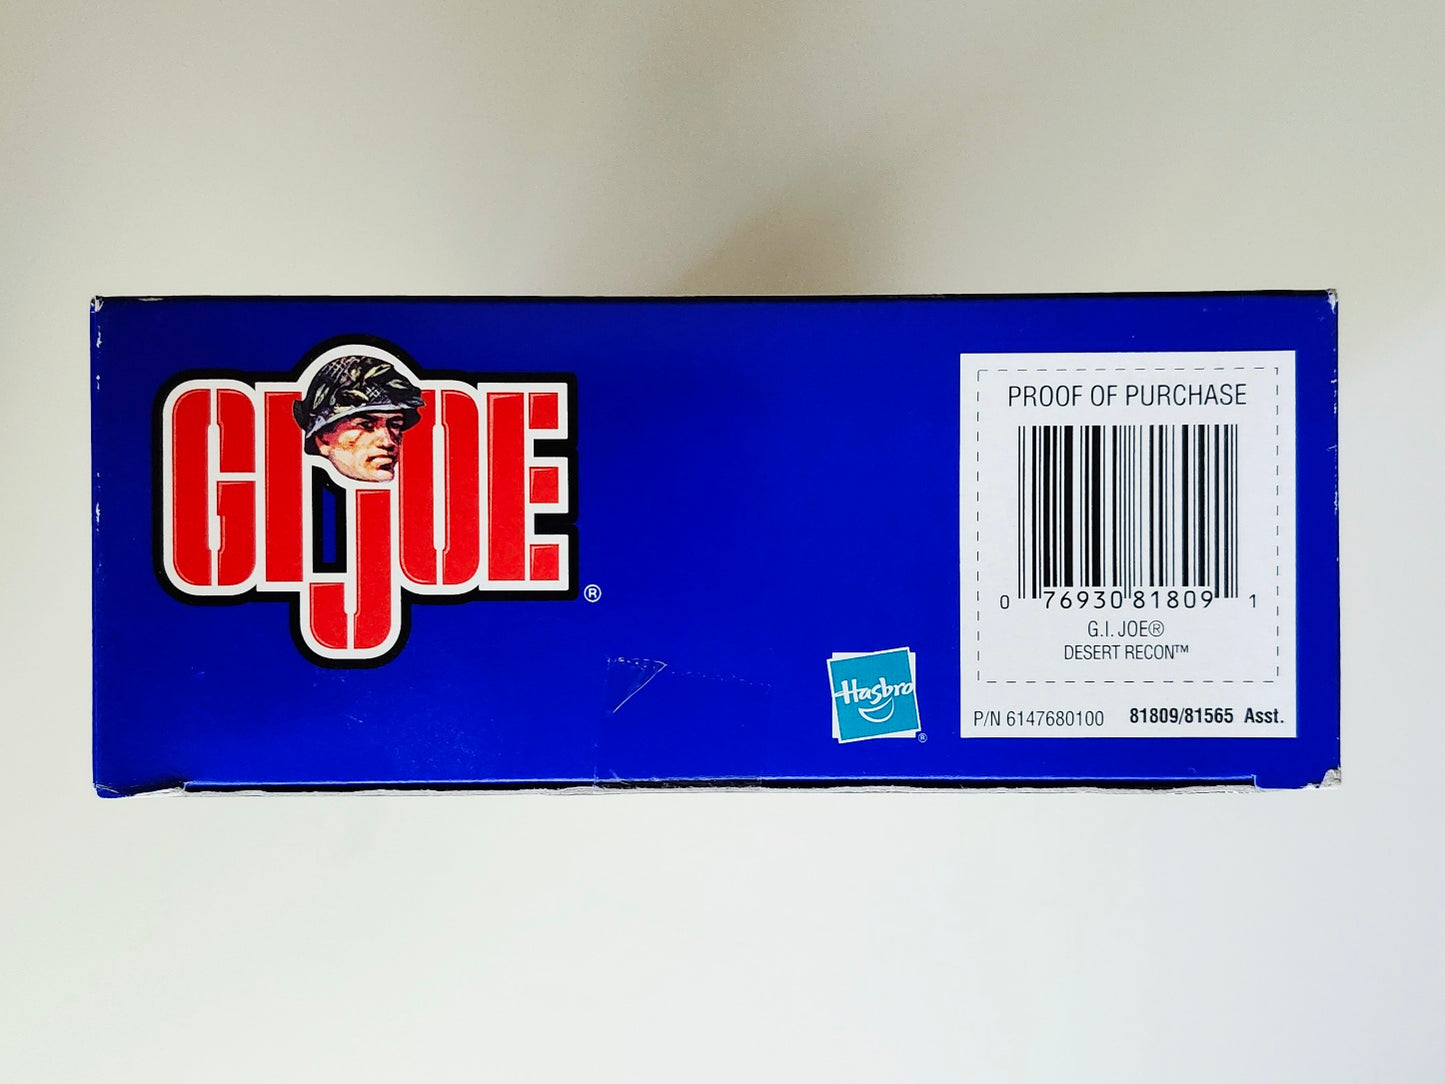 GI JOE®
Hasbro®
PROOF OF PURCHASE
0 76930 81809 1
G.I. JOE®
DESERT RECON™
P/N 6147680100 81809/81565 Asst.